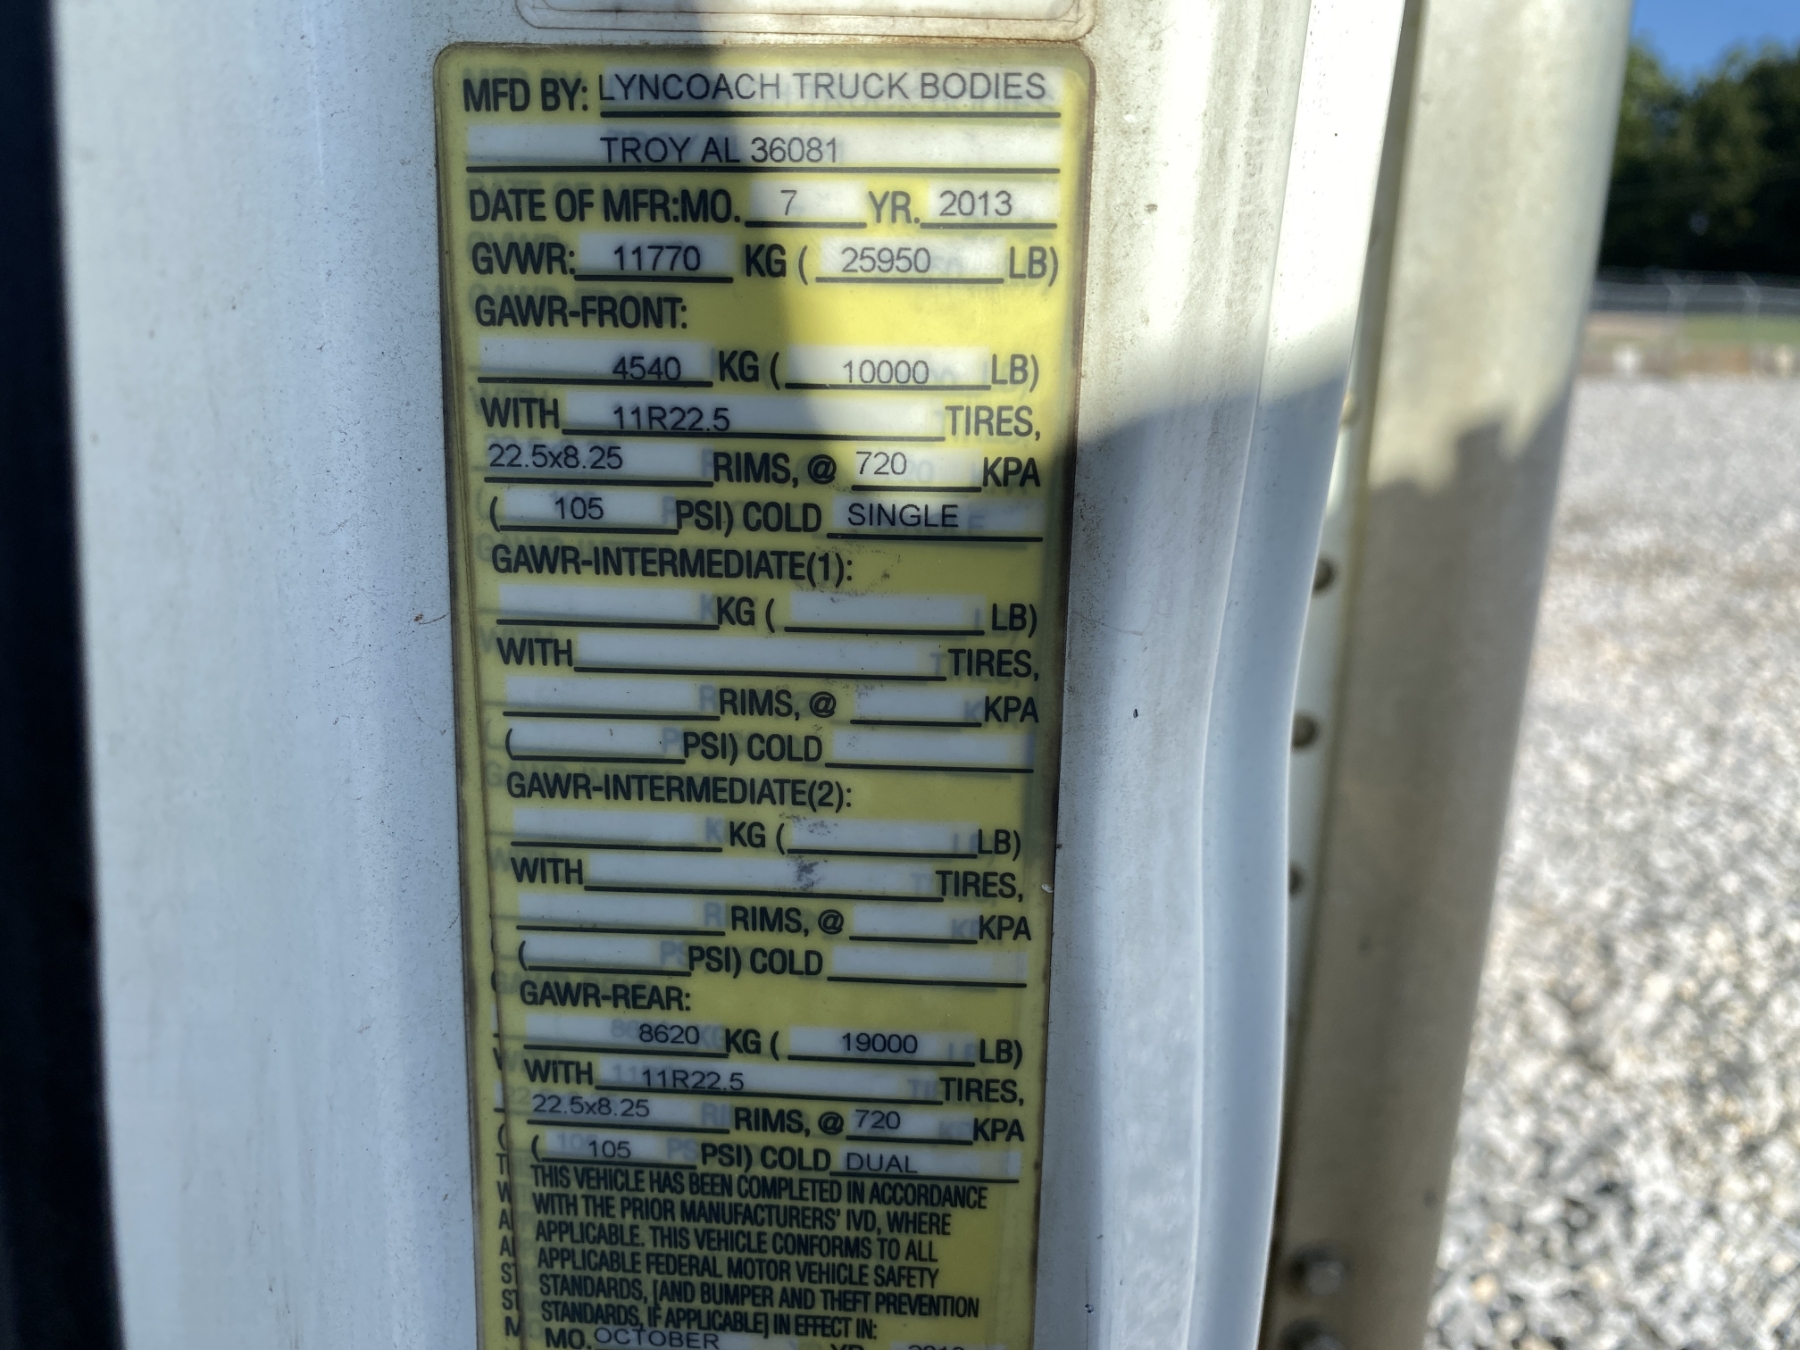 MFD BY: LYNCOACH TRUCK BODIES
TROY AL 36081
DATE OF MFR:MO. 7 YR. 2013
GVWR: 11770 KG ( 25950 LB)
GAWR-FRONT:
4540 KG ( 10000 LB)
WITH 11R22.5 TIRES,
22.5x8.25 RIMS, @ 720 KPA
( 105 PSI) COLD SINGLE
GAWR-INTERMEDIATE(1):
KG ( LB)
WITH TIRES,
RIMS, @ KPA
( PSI) COLD
GAWR-INTERMEDIATE(2):
KG ( LB)
WITH TIRES,
RIMS, @ KPA
( PSI) COLD
GAWR-REAR:
8620 KG ( 19000 LB)
WITH 11R22.5 TIRES,
22.5x8.25 RIMS, @ 720 KPA
( 105 PSI) COLD DUAL
THIS VEHICLE HAS BEEN COMPLETED IN ACCORDANCE
WITH THE PRIOR MANUFACTURERS' IVD, WHERE
APPLICABLE. THIS VEHICLE CONFORMS TO ALL
APPLICABLE FEDERAL MOTOR VEHICLE SAFETY
STANDARDS, [AND BUMPER AND THEFT PREVENTION
STANDARDS, IF APPLICABLE] IN EFFECT IN:
MO. OCTOBER YR.